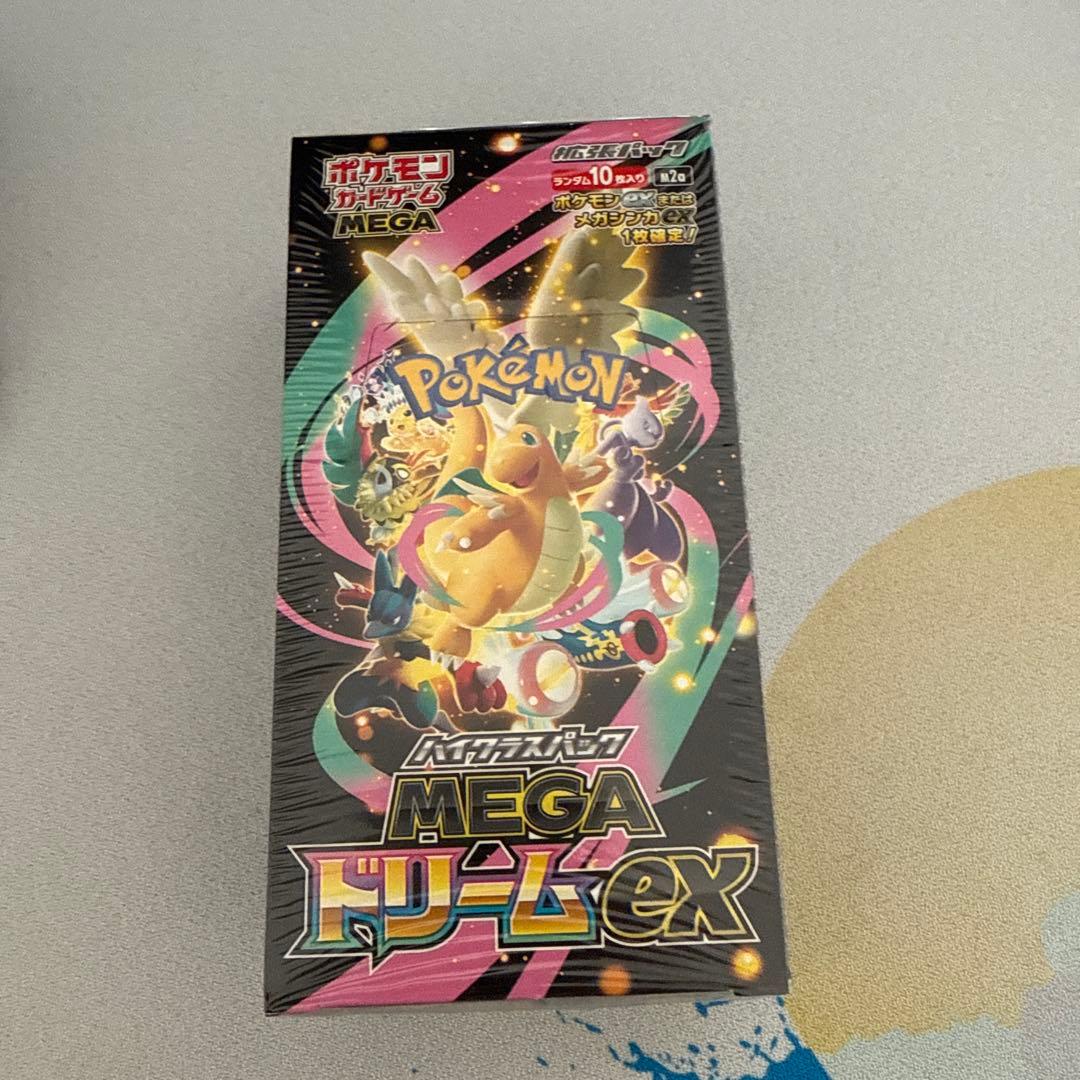 ポケモン
カードゲーム
MEGA
拡張パック
ランダム10枚入り M2a
ポケモンexまたは
メガシンカex
1枚確定!
POKéMON
ハイクラスパック
MEGA
ドリームex